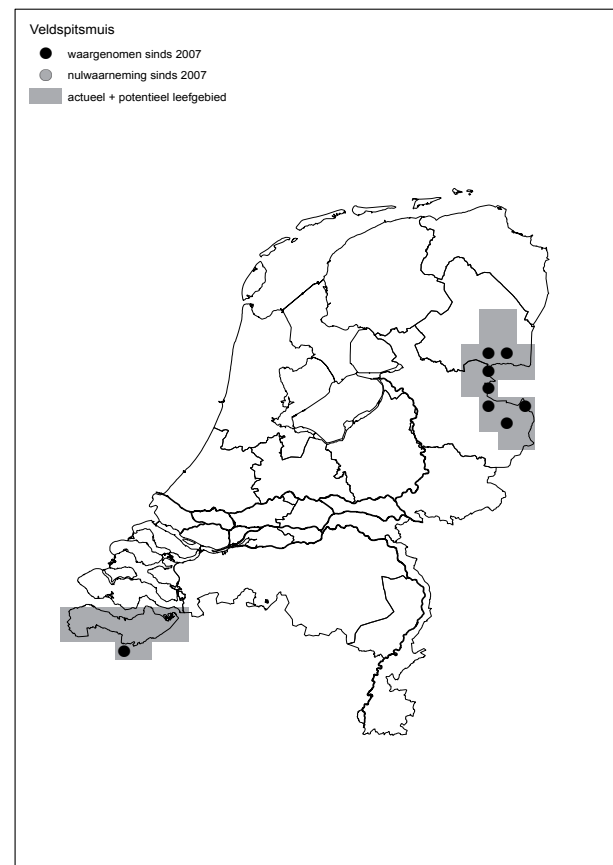 Veldspitsmuis
waargenomen sinds 2007
nulwaarneming sinds 2007
actueel + potentieel leefgebied